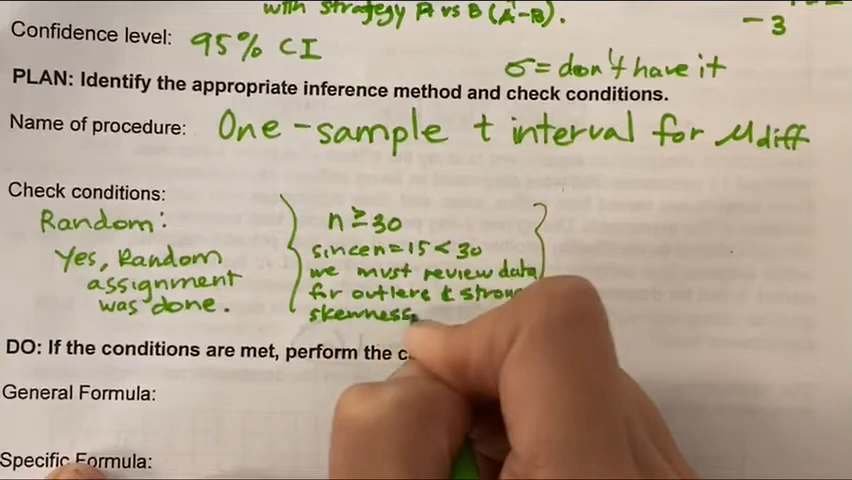 with strategy A vs B (A-B).
-3
Confidence level: 95% CI
σ = don't have it
PLAN: Identify the appropriate inference method and check conditions.
Name of procedure: One-sample t interval for μdiff
Check conditions:
Random:
Yes, Random
assignment
was done.
n ≥ 30
since n = 15 < 30
we must review data
for outlers & stron
skewness.
DO: If the conditions are met, perform the c
General Formula:
Specific Formula: